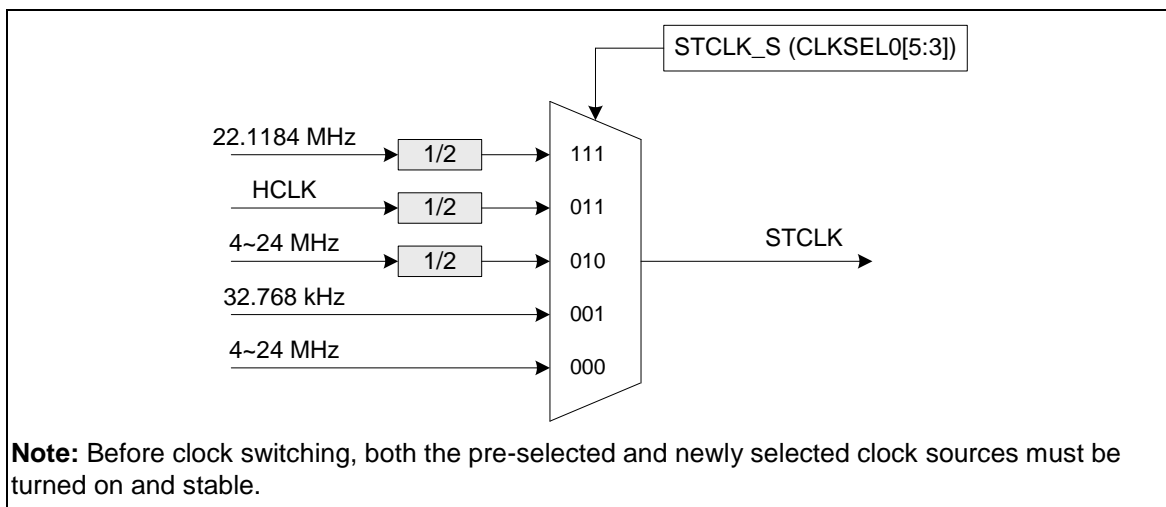 STCLK_S (CLKSEL0[5:3])
22.1184 MHz
1/2
111
HCLK
1/2
011
4~24 MHz
1/2
010
STCLK
32.768 kHz
001
4~24 MHz
000
Note: Before clock switching, both the pre-selected and newly selected clock sources must be
turned on and stable.